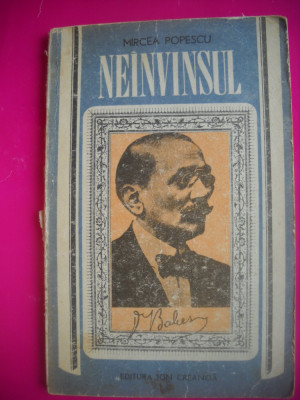 MIRCEA POPESCU
NEÎNVINSUL
EDITURA ION CREANGĂ